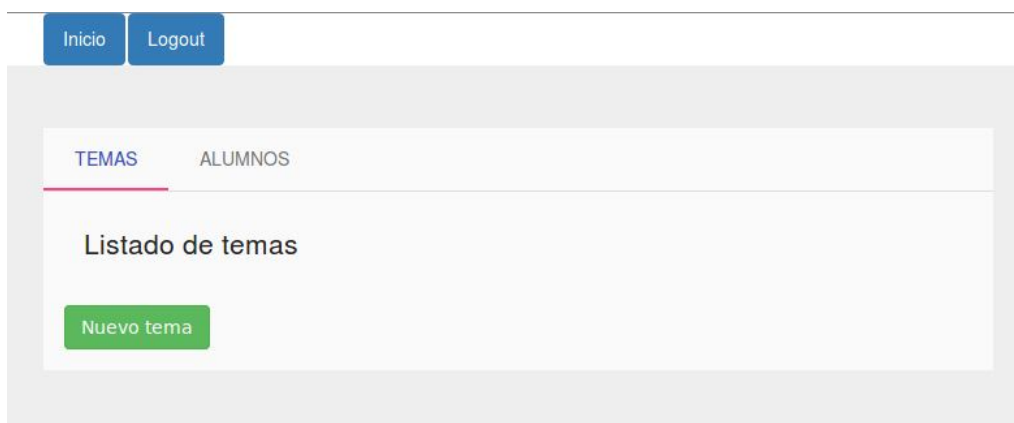 Inicio Logout
TEMAS ALUMNOS
Listado de temas
Nuevo tema